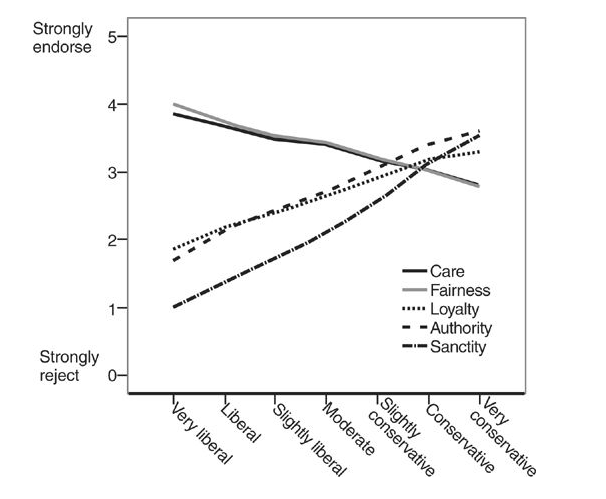 Strongly
endorse
5
4
3
2
1
Strongly
reject
0
Care
Fairness
Loyalty
Authority
Sanctity
Very liberal
Liberal
Slightly liberal
Moderate
Slightly
conservative
Conservative
Very
conservative